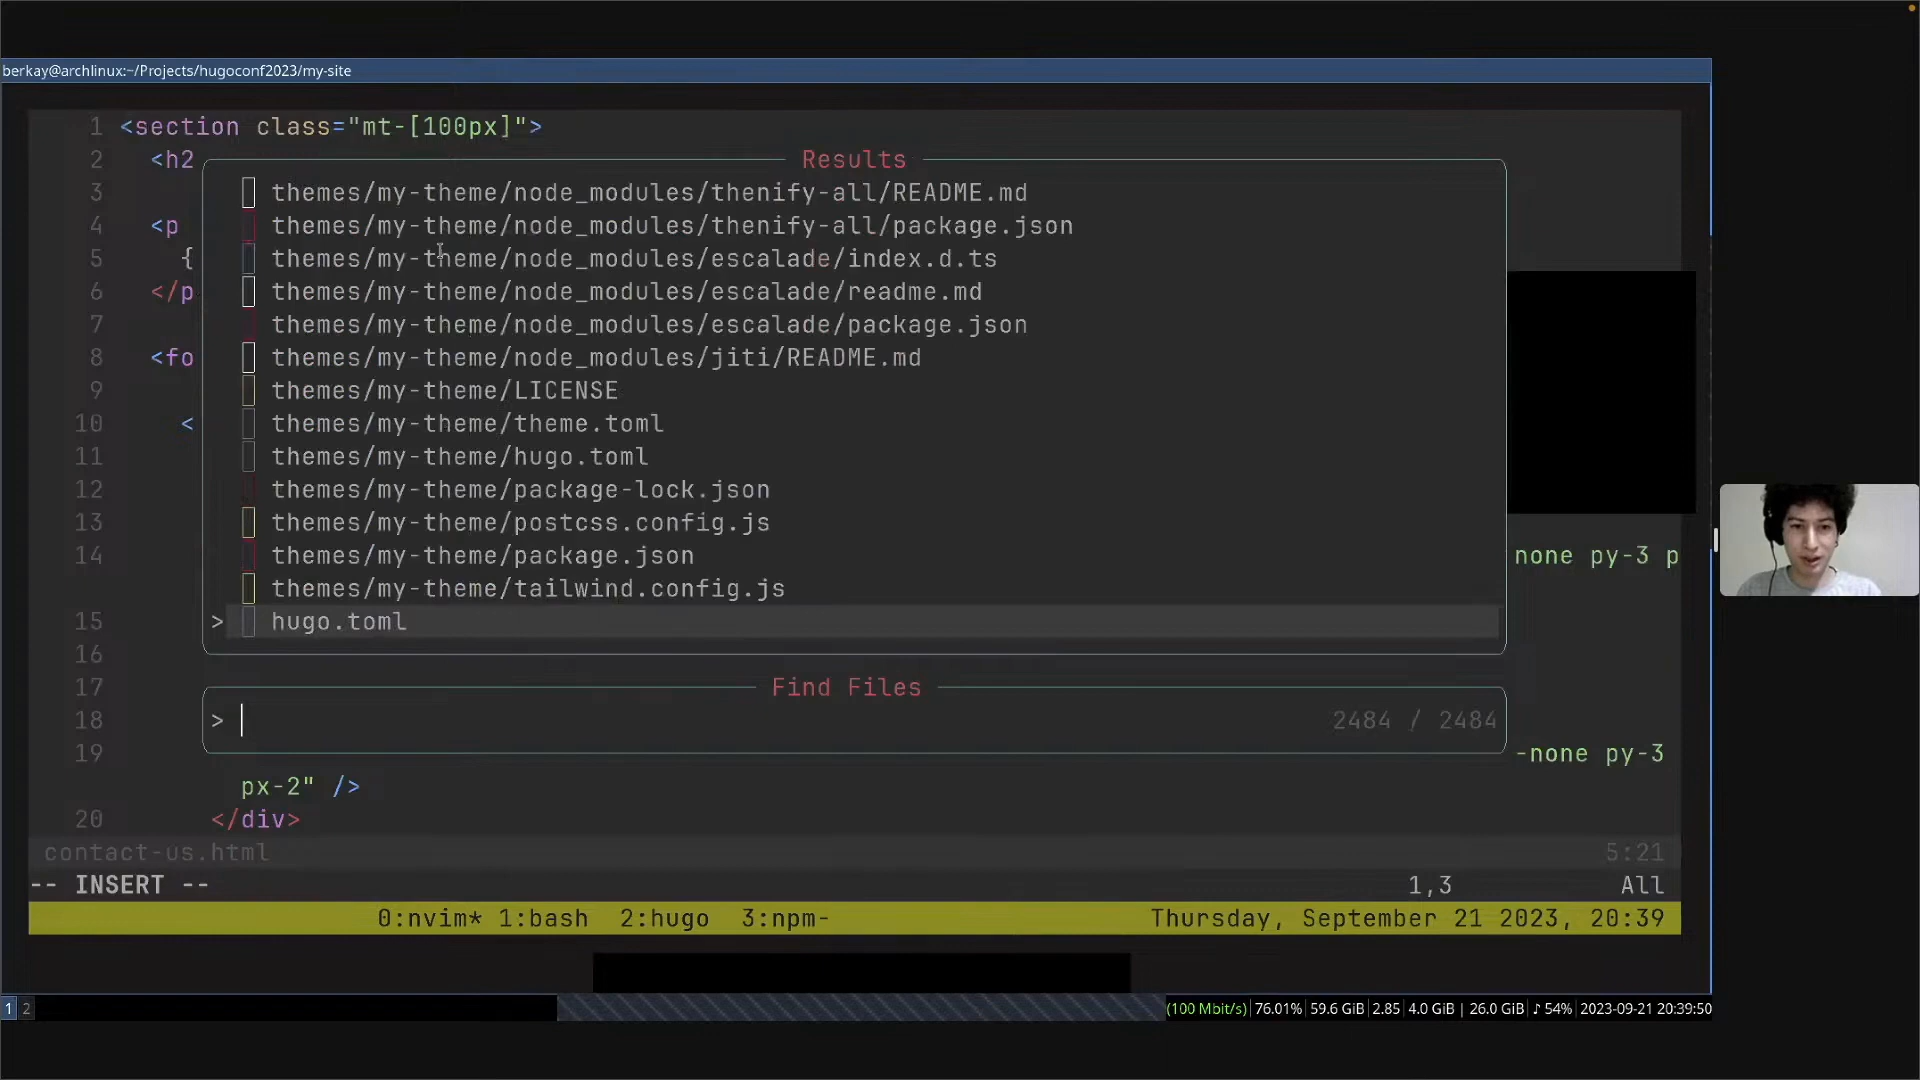 berkay@archlinux:~/Projects/hugoconf2023/my-site
1 <section class="mt-[100px]">
2 <h2
Results
3 themes/my-theme/node_modules/thenify-all/README.md
4 <p themes/my-theme/node_modules/thenify-all/package.json
5 { themes/my-theme/node_modules/escalade/index.d.ts
6 </p themes/my-theme/node_modules/escalade/readme.md
7 themes/my-theme/node_modules/escalade/package.json
8 <fo themes/my-theme/node_modules/jiti/README.md
9 themes/my-theme/LICENSE
10 < themes/my-theme/theme.toml
11 themes/my-theme/hugo.toml
12 themes/my-theme/package-lock.json
13 themes/my-theme/postcss.config.js
14 themes/my-theme/package.json none py-3 p
themes/my-theme/tailwind.config.js
15 > hugo.toml
16
17 Find Files
18 > 2484 / 2484
19 -none py-3
px-2" />
20 </div>
contact-us.html 5:21
-- INSERT -- 1,3 All
0:nvim* 1:bash 2:hugo 3:npm- Thursday, September 21 2023, 20:39
1 2 (100 Mbit/s) 76.01% 59.6 GiB 2.85 4.0 GiB | 26.0 GiB ♪ 54% 2023-09-21 20:39:50